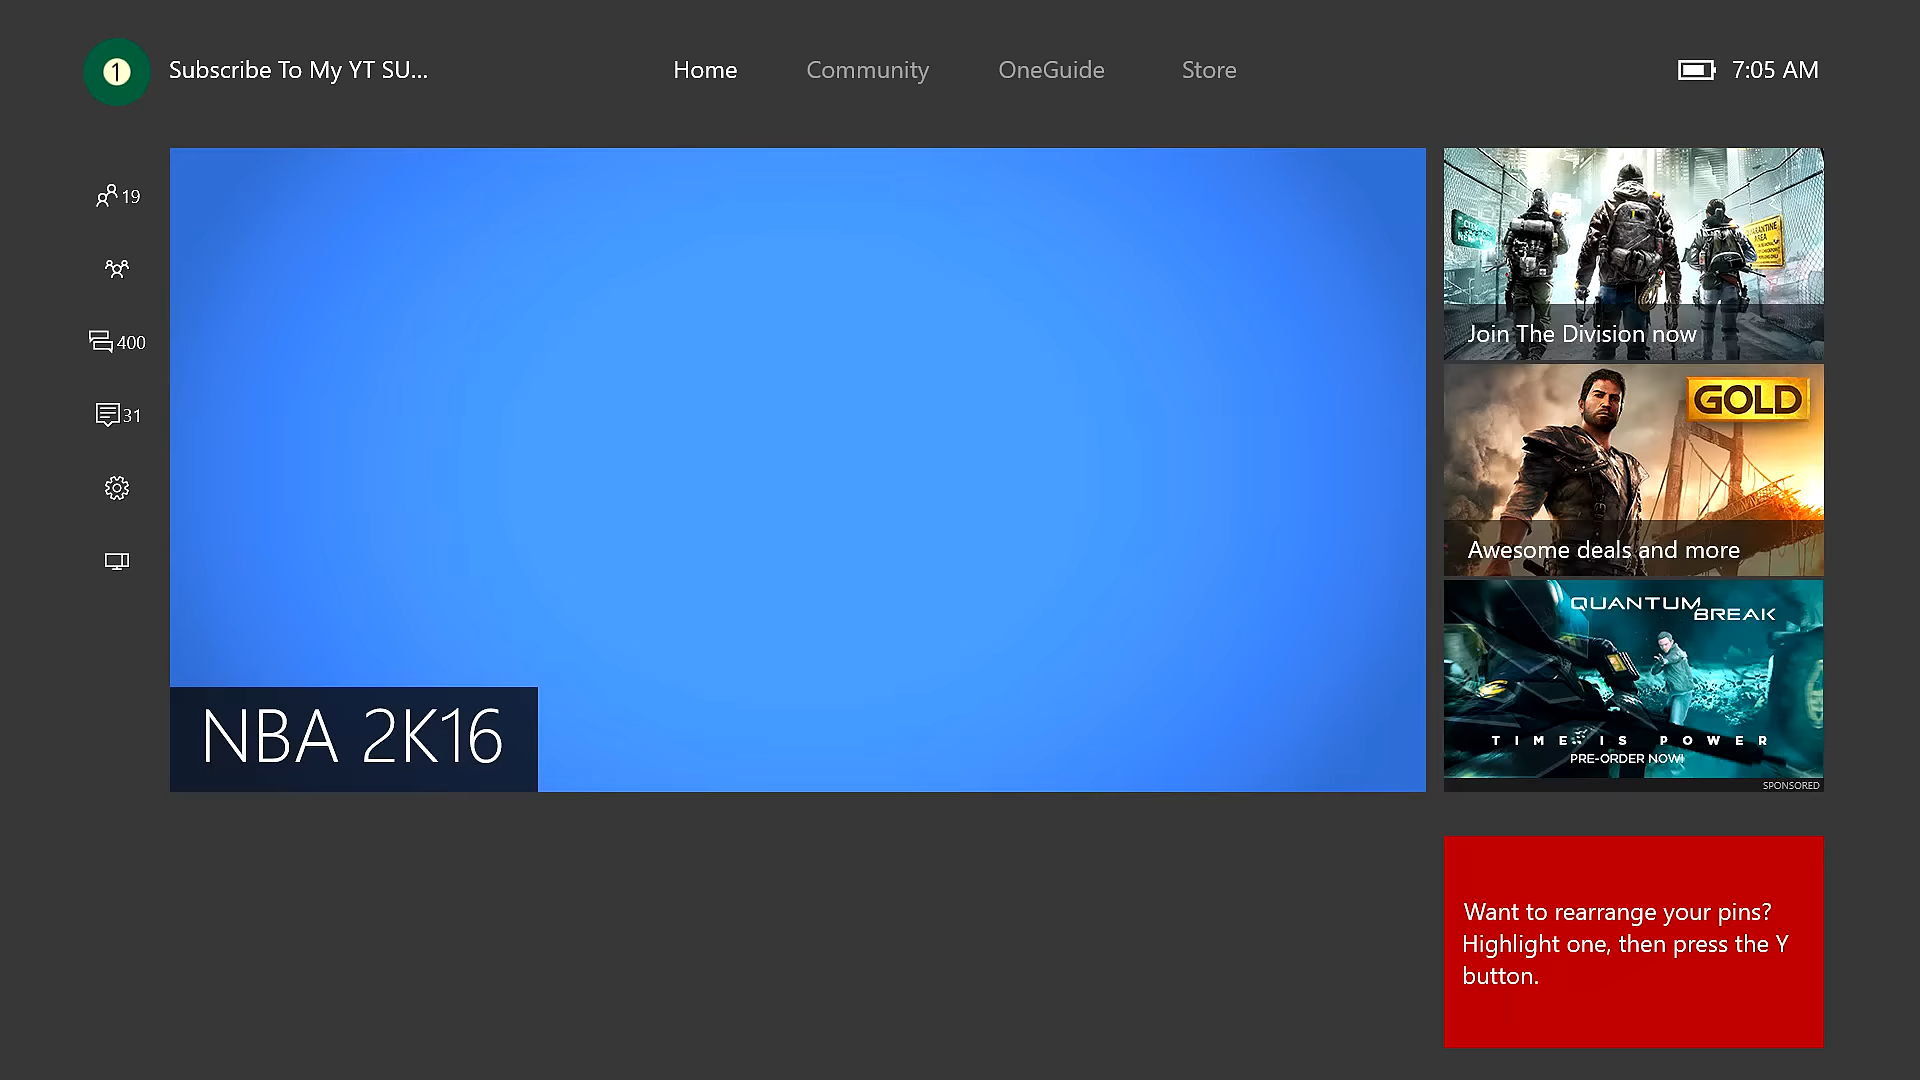 1
Subscribe To My YT SU...
Home
Community
OneGuide
Store
7:05 AM
19
400
31
NBA 2K16
Join The Division now
GOLD
Awesome deals and more
QUANTUM
BREAK
TIME IS POWER
PRE-ORDER NOW!
SPONSORED
Want to rearrange your pins?
Highlight one, then press the Y
button.